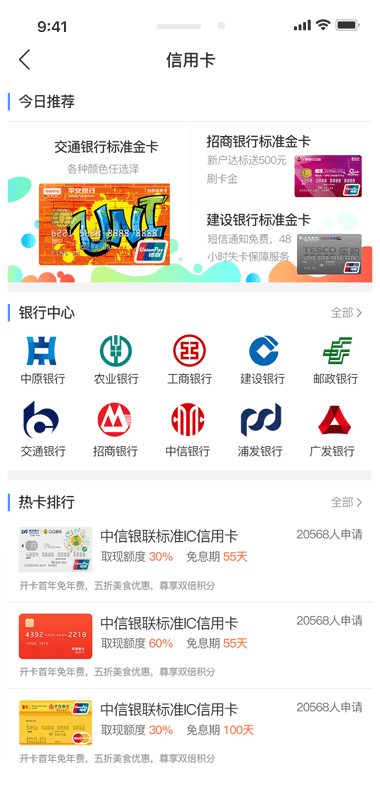 9:41
信用卡
今日推荐
交通银行标准金卡
各种颜色任选泽
平安银行
UNT
UnionPay
银联
招商银行标准金卡
新户达标送500元
刷卡金
建设银行标准金卡
短信通知免费，48
小时失卡保障服务
TESCO
银行中心
全部
中原银行
农业银行
工商银行
建设银行
邮政银行
交通银行
招商银行
中信银行
浦发银行
广发银行
热卡排行
全部
中信银联标准IC信用卡
20568人申请
取现额度 30% 免息期 55天
开卡首年免年费，五折美食优惠，尊享双倍积分
中信银联标准IC信用卡
20568人申请
4392 2218
取现额度 60% 免息期 55天
开卡首年免年费，五折美食优惠，尊享双倍积分
中信银联标准IC信用卡
20568人申请
取现额度 30% 免息期 100天
开卡首年免年费，五折美食优惠，尊享双倍积分